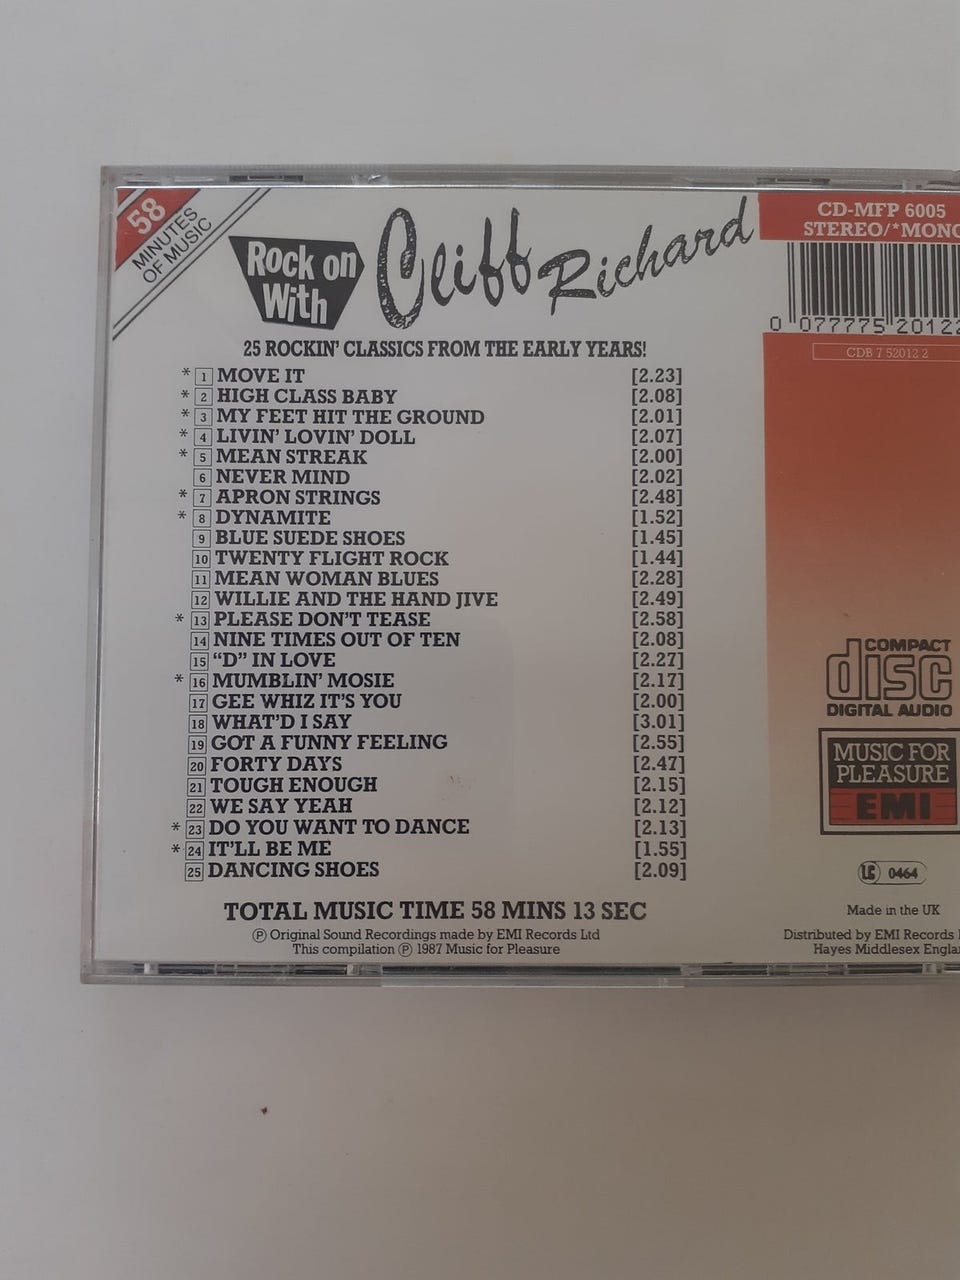 58
MINUTES
OF MUSIC
Rock on
With
Cliff Richard
CD-MFP 6005
STEREO/*MONO
0 077775 20122
CDB 7 52012 2
25 ROCKIN' CLASSICS FROM THE EARLY YEARS!
* 1 MOVE IT [2.23]
* 2 HIGH CLASS BABY [2.08]
* 3 MY FEET HIT THE GROUND [2.01]
* 4 LIVIN' LOVIN' DOLL [2.07]
* 5 MEAN STREAK [2.00]
6 NEVER MIND [2.02]
* 7 APRON STRINGS [2.48]
* 8 DYNAMITE [1.52]
9 BLUE SUEDE SHOES [1.45]
10 TWENTY FLIGHT ROCK [1.44]
11 MEAN WOMAN BLUES [2.28]
12 WILLIE AND THE HAND JIVE [2.49]
* 13 PLEASE DON'T TEASE [2.58]
14 NINE TIMES OUT OF TEN [2.08]
15 "D" IN LOVE [2.27]
* 16 MUMBLIN' MOSIE [2.17]
17 GEE WHIZ IT'S YOU [2.00]
18 WHAT'D I SAY [3.01]
19 GOT A FUNNY FEELING [2.55]
20 FORTY DAYS [2.47]
21 TOUGH ENOUGH [2.15]
22 WE SAY YEAH [2.12]
* 23 DO YOU WANT TO DANCE [2.13]
* 24 IT'LL BE ME [1.55]
25 DANCING SHOES [2.09]
TOTAL MUSIC TIME 58 MINS 13 SEC
Ⓟ Original Sound Recordings made by EMI Records Ltd
This compilation Ⓟ 1987 Music for Pleasure
COMPACT
disc
DIGITAL AUDIO
MUSIC FOR
PLEASURE
EMI
LC 0464
Made in the UK
Distributed by EMI Records
Hayes Middlesex